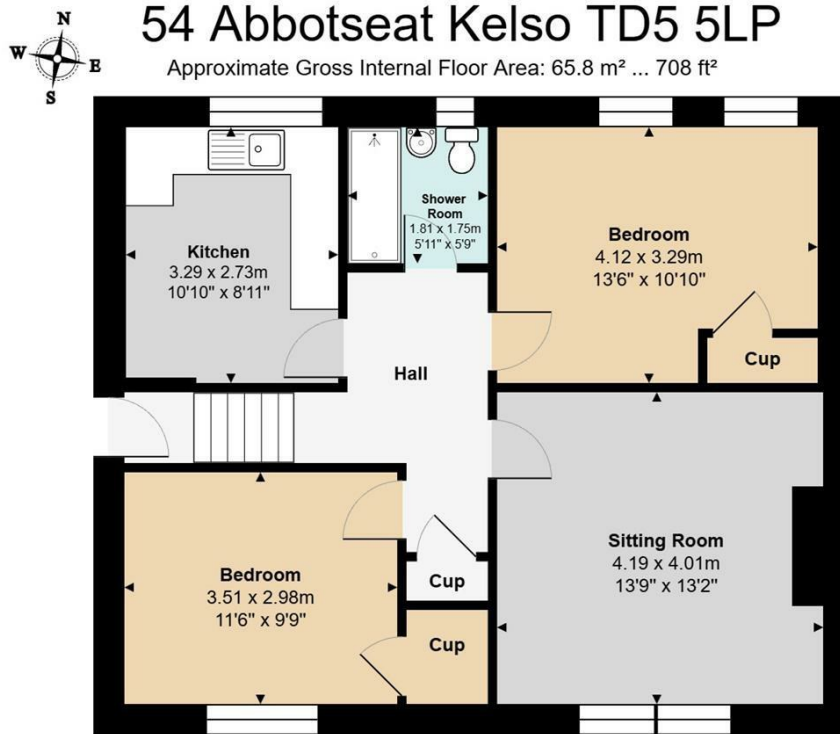 54 Abbotseat Kelso TD5 5LP
Approximate Gross Internal Floor Area: 65.8 m² ... 708 ft²
N
W
E
S
Kitchen
3.29 x 2.73m
10'10" x 8'11"
Shower
Room
1.81 x 1.75m
5'11" x 5'9"
Bedroom
4.12 x 3.29m
13'6" x 10'10"
Cup
Hall
Bedroom
3.51 x 2.98m
11'6" x 9'9"
Cup
Cup
Sitting Room
4.19 x 4.01m
13'9" x 13'2"